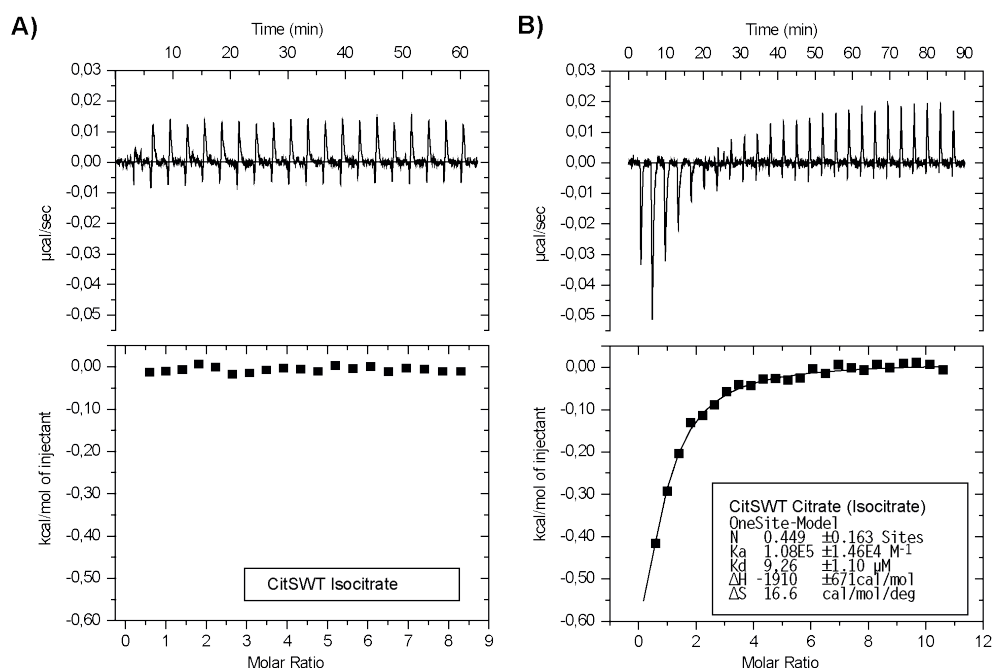 A)
Time (min)
10 20 30 40 50 60
0,03
0,02
0,01
0,00
-0,01
-0,02
-0,03
-0,04
-0,05
µcal/sec
0,00
-0,10
-0,20
-0,30
-0,40
-0,50
-0,60
kcal/mol of injectant
CitSWT Isocitrate
0 1 2 3 4 5 6 7 8 9
Molar Ratio
B)
Time (min)
0 10 20 30 40 50 60 70 80 90
0,03
0,02
0,01
0,00
-0,01
-0,02
-0,03
-0,04
-0,05
µcal/sec
0,00
-0,10
-0,20
-0,30
-0,40
-0,50
-0,60
kcal/mol of injectant
CitSWT Citrate (Isocitrate)
OneSite-Model
N 0.449 ±0.163 Sites
Ka 1.08E5 ±1.46E4 M⁻¹
Kd 9,26 ±1.10 µM
ΔH -1910 ±671cal/mol
ΔS 16.6 cal/mol/deg
0 2 4 6 8 10 12
Molar Ratio